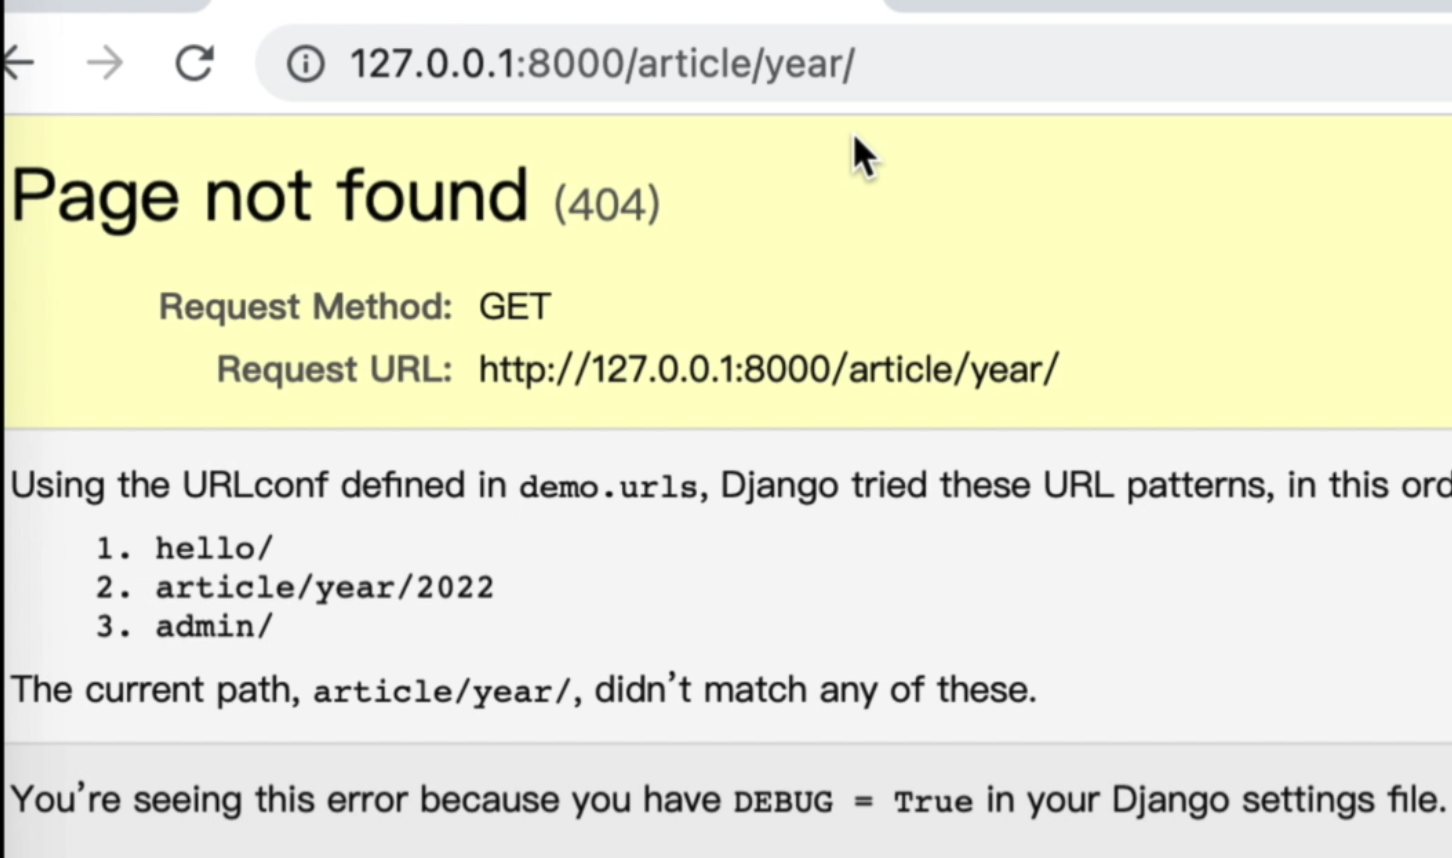 127.0.0.1:8000/article/year/
Page not found (404)
Request Method: GET
Request URL: http://127.0.0.1:8000/article/year/
Using the URLconf defined in demo.urls, Django tried these URL patterns, in this ord
1. hello/
2. article/year/2022
3. admin/
The current path, article/year/, didn't match any of these.
You're seeing this error because you have DEBUG = True in your Django settings file.